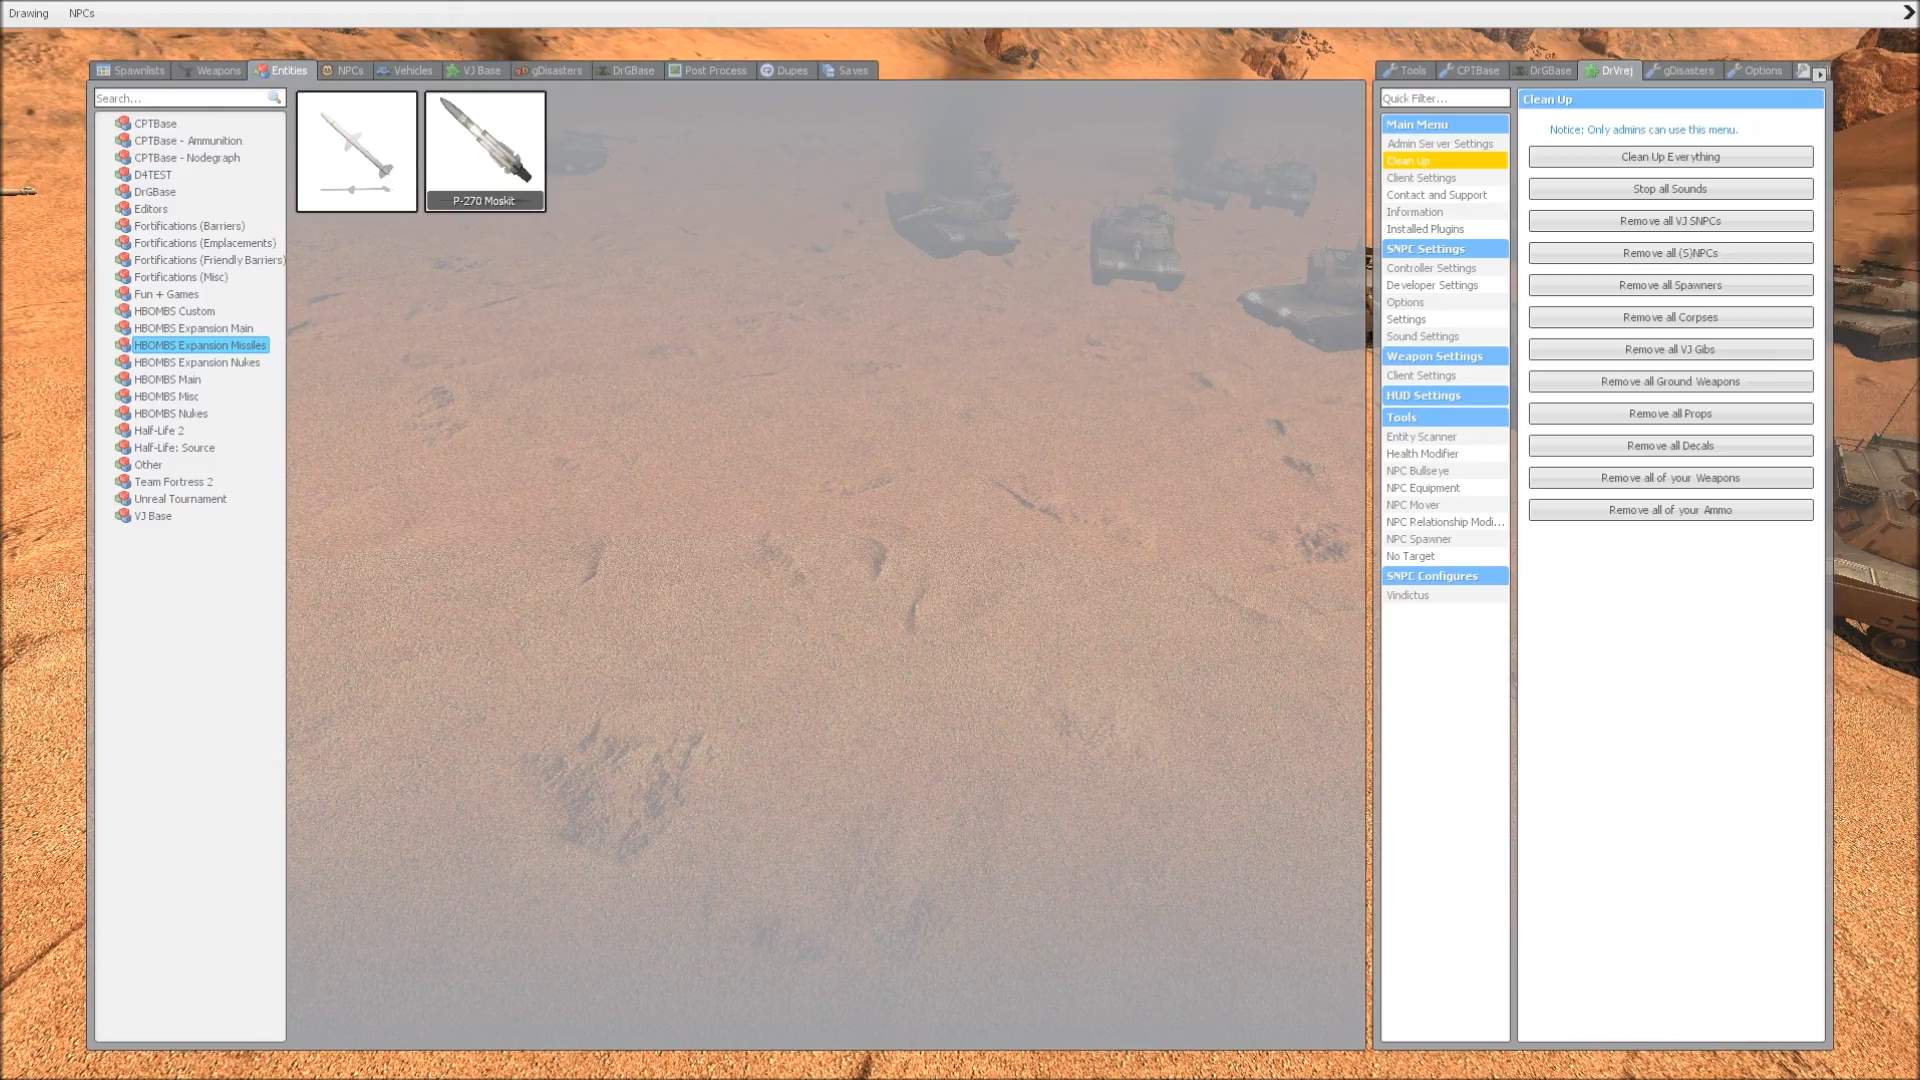 Drawing NPCs
Spawnlists Weapons Entities NPCs Vehicles VJ Base gDisasters DrGBase Post Process Dupes Saves
Search...
CPTBase
CPTBase - Ammunition
CPTBase - Nodegraph
D4TEST
DrGBase
Editors
Fortifications (Barriers)
Fortifications (Emplacements)
Fortifications (Friendly Barriers)
Fortifications (Misc)
Fun + Games
HBOMBS Custom
HBOMBS Expansion Main
HBOMBS Expansion Missiles
HBOMBS Expansion Nukes
HBOMBS Main
HBOMBS Misc
HBOMBS Nukes
Half-Life 2
Half-Life: Source
Other
Team Fortress 2
Unreal Tournament
VJ Base
P-270 Moskit
Tools CPTBase DrGBase DrVrej gDisasters Options
Quick Filter...
Main Menu
Admin Server Settings
Clean Up
Client Settings
Contact and Support
Information
Installed Plugins
SNPC Settings
Controller Settings
Developer Settings
Options
Settings
Sound Settings
Weapon Settings
Client Settings
HUD Settings
Tools
Entity Scanner
Health Modifier
NPC Bullseye
NPC Equipment
NPC Mover
NPC Relationship Modi...
NPC Spawner
No Target
SNPC Configures
Vindictus
Clean Up
Notice: Only admins can use this menu.
Clean Up Everything
Stop all Sounds
Remove all VJ SNPCs
Remove all (S)NPCs
Remove all Spawners
Remove all Corpses
Remove all VJ Gibs
Remove all Ground Weapons
Remove all Props
Remove all Decals
Remove all of your Weapons
Remove all of your Ammo